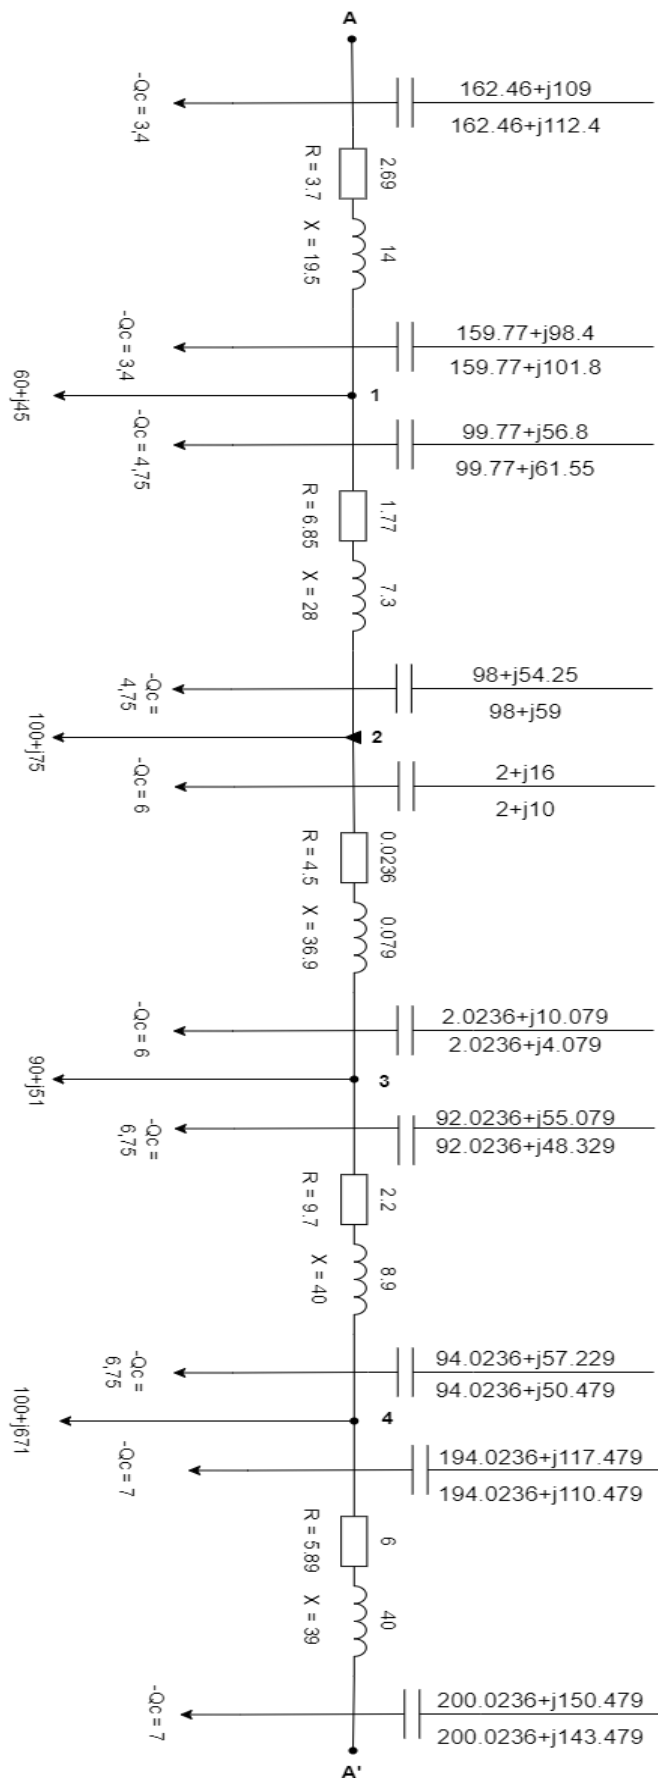 A
162.46+j109
162.46+j112.4
-Qc = 3,4
2.69
14
R = 3.7 X = 19.5
159.77+j98.4
159.77+j101.8
-Qc = 3,4
1
60+j45
99.77+j56.8
99.77+j61.55
-Qc = 4,75
1.77
7.3
R = 6.85 X = 28
98+j54.25
98+j59
-Qc =
4,75
2
100+j75
2+j16
2+j10
-Qc = 6
0.0236
0.079
R = 4.5 X = 36.9
2.0236+j10.079
2.0236+j4.079
-Qc = 6
3
90+j51
92.0236+j55.079
92.0236+j48.329
-Qc =
6,75
2.2
8.9
R = 9.7 X = 40
94.0236+j57.229
94.0236+j50.479
-Qc =
6,75
4
100+j671
194.0236+j117.479
194.0236+j110.479
-Qc = 7
6
40
R = 5.89 X = 39
200.0236+j150.479
200.0236+j143.479
-Qc = 7
A'